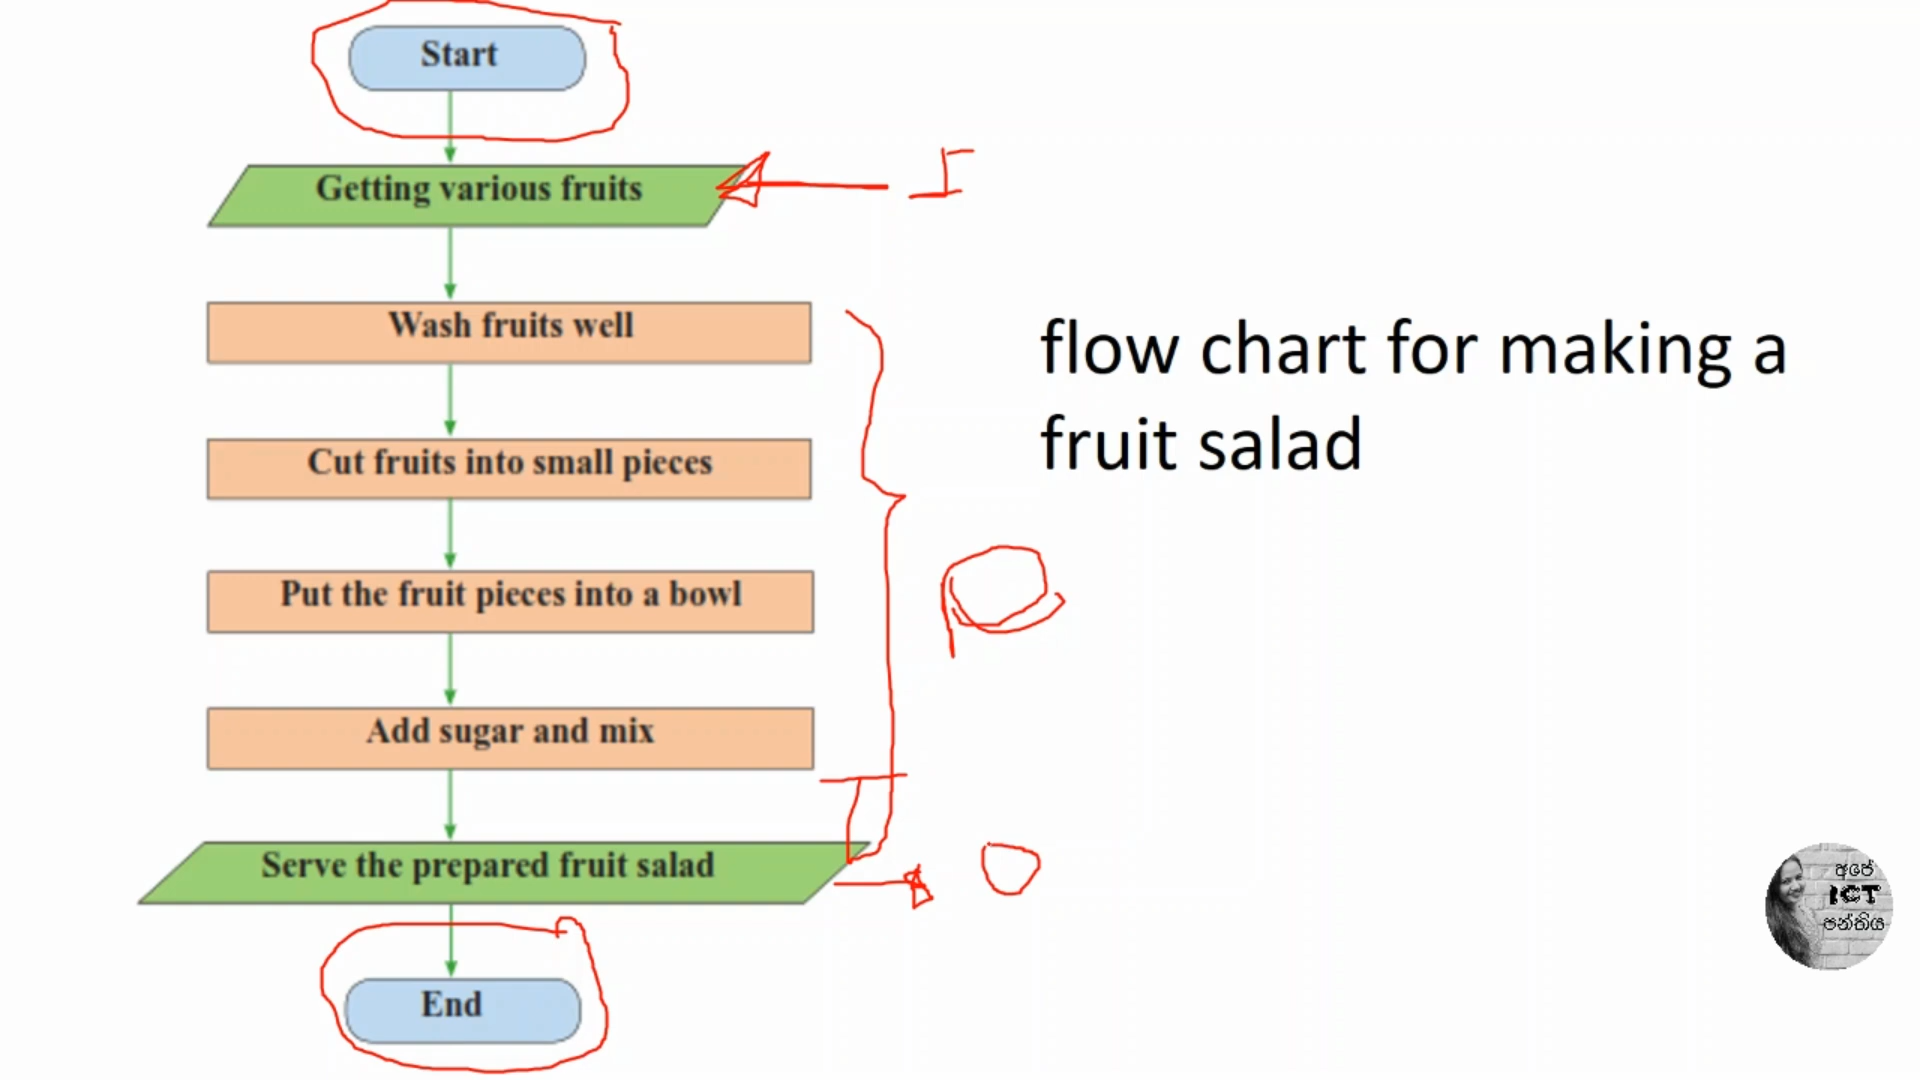 Start
Getting various fruits
I
Wash fruits well
flow chart for making a
fruit salad
Cut fruits into small pieces
Put the fruit pieces into a bowl
P
Add sugar and mix
Serve the prepared fruit salad
O
End
අපේ
ICT
පන්තිය